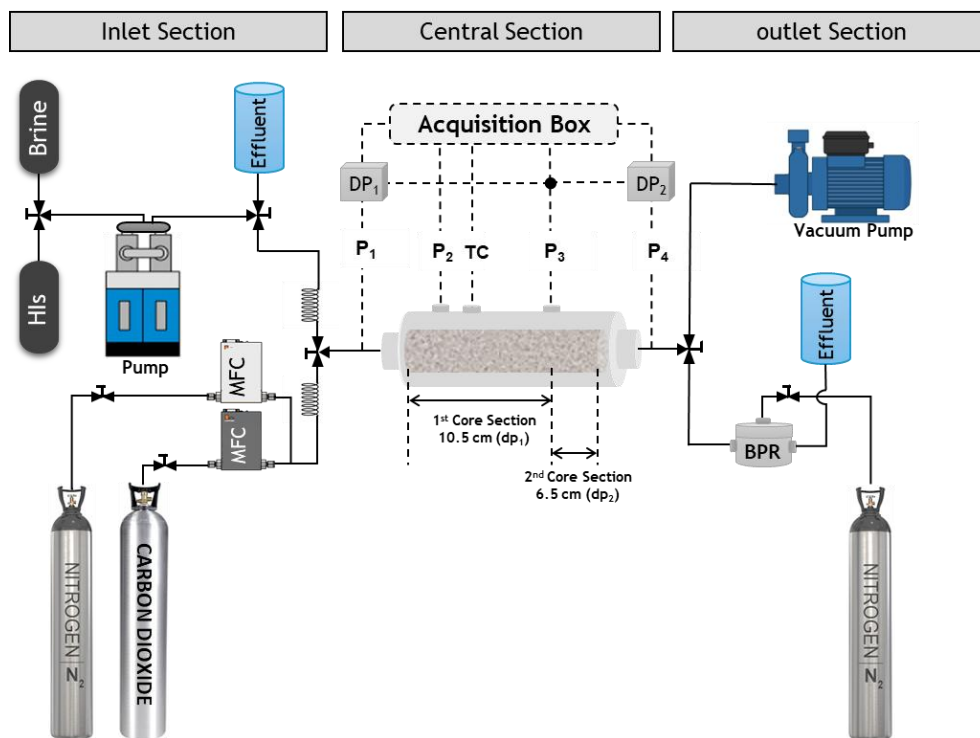 Inlet Section
Central Section
outlet Section
Brine
HIs
Pump
Effluent
MFC
MFC
NITROGEN
N₂
CARBON DIOXIDE
Acquisition Box
DP₁
DP₂
P₁
P₂
TC
P₃
P₄
1st Core Section
10.5 cm (dp₁)
2nd Core Section
6.5 cm (dp₂)
Vacuum Pump
Effluent
BPR
NITROGEN
N₂